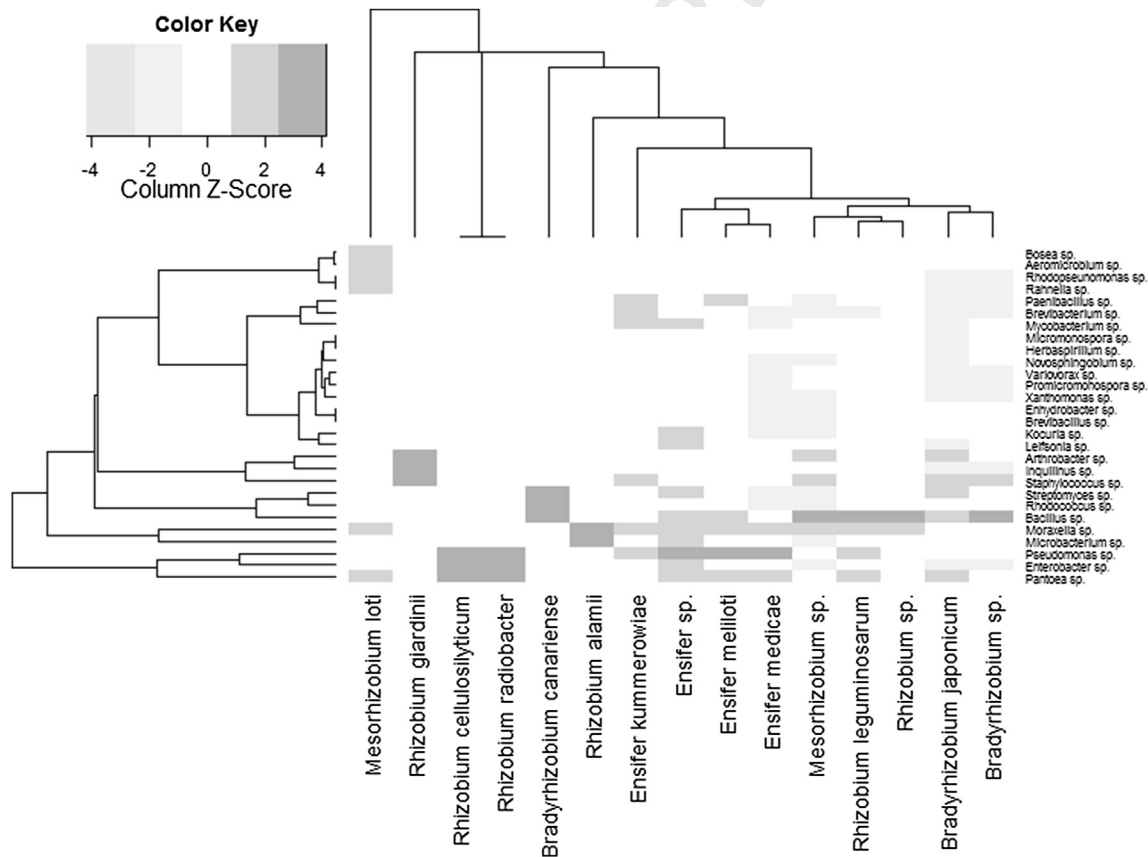 Color Key
-4 -2 0 2 4
Column Z-Score
Bosea sp.
Aeromicrobium sp.
Rhodopseunomonas sp.
Rahnella sp.
Paenibacillus sp.
Brevibacterium sp.
Mycobacterium sp.
Micromonospora sp.
Herbaspirillum sp.
Novosphingobium sp.
Variovorax sp.
Promicromohospora sp.
Xanthomonas sp.
Enhydrobacter sp.
Brevibacillus sp.
Kocuria sp.
Leifsonia sp.
Arthrobacter sp.
Inquilinus sp.
Staphylococcus sp.
Streptomyces sp.
Rhodococcus sp.
Bacillus sp.
Moraxella sp.
Microbacterium sp.
Pseudomonas sp.
Enterobacter sp.
Pantoea sp.
Mesorhizobium loti
Rhizobium giardinii
Rhizobium cellulosilyticum
Rhizobium radiobacter
Bradyrhizobium canariense
Rhizobium alamii
Ensifer kummerowiae
Ensifer sp.
Ensifer meliloti
Ensifer medicae
Mesorhizobium sp.
Rhizobium leguminosarum
Rhizobium sp.
Bradyrhizobium japonicum
Bradyrhizobium sp.